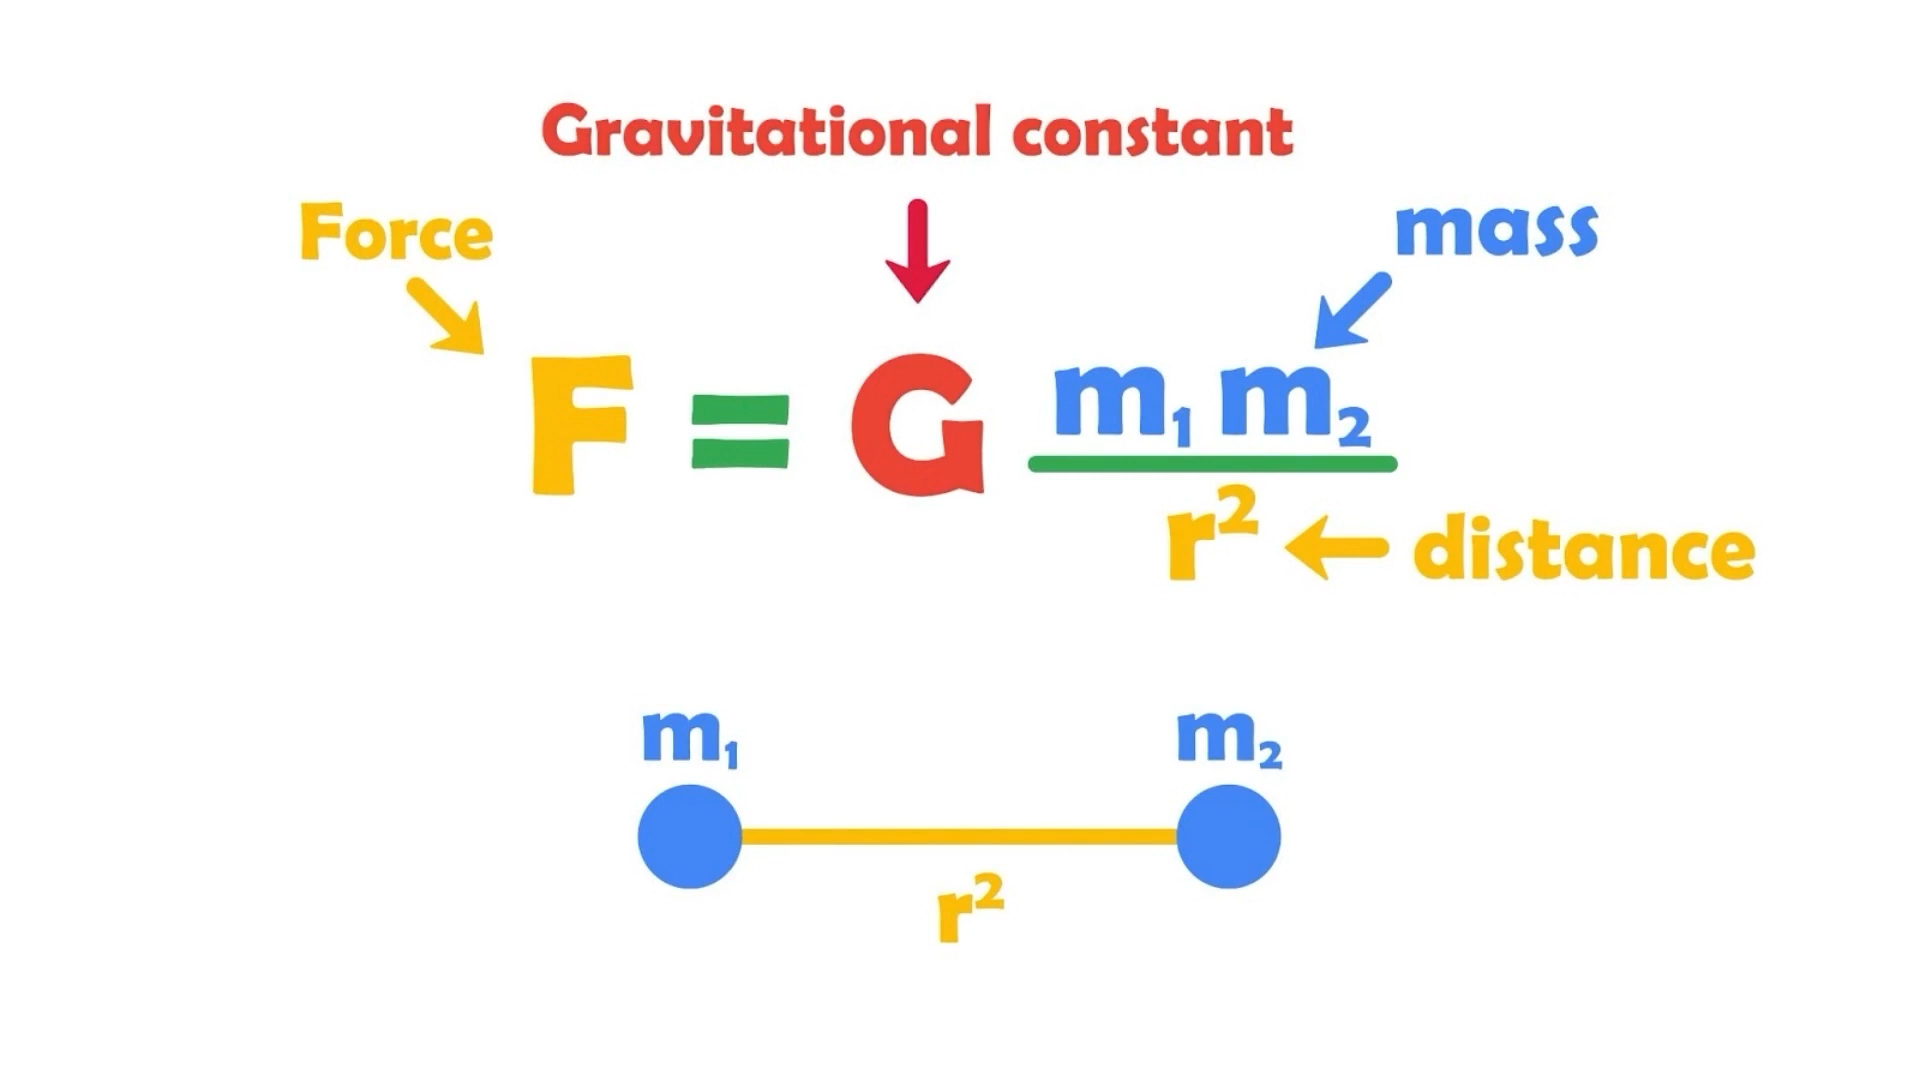 Gravitational constant
Force
mass
F = G m₁ m₂
r² distance
m₁ m₂
r²